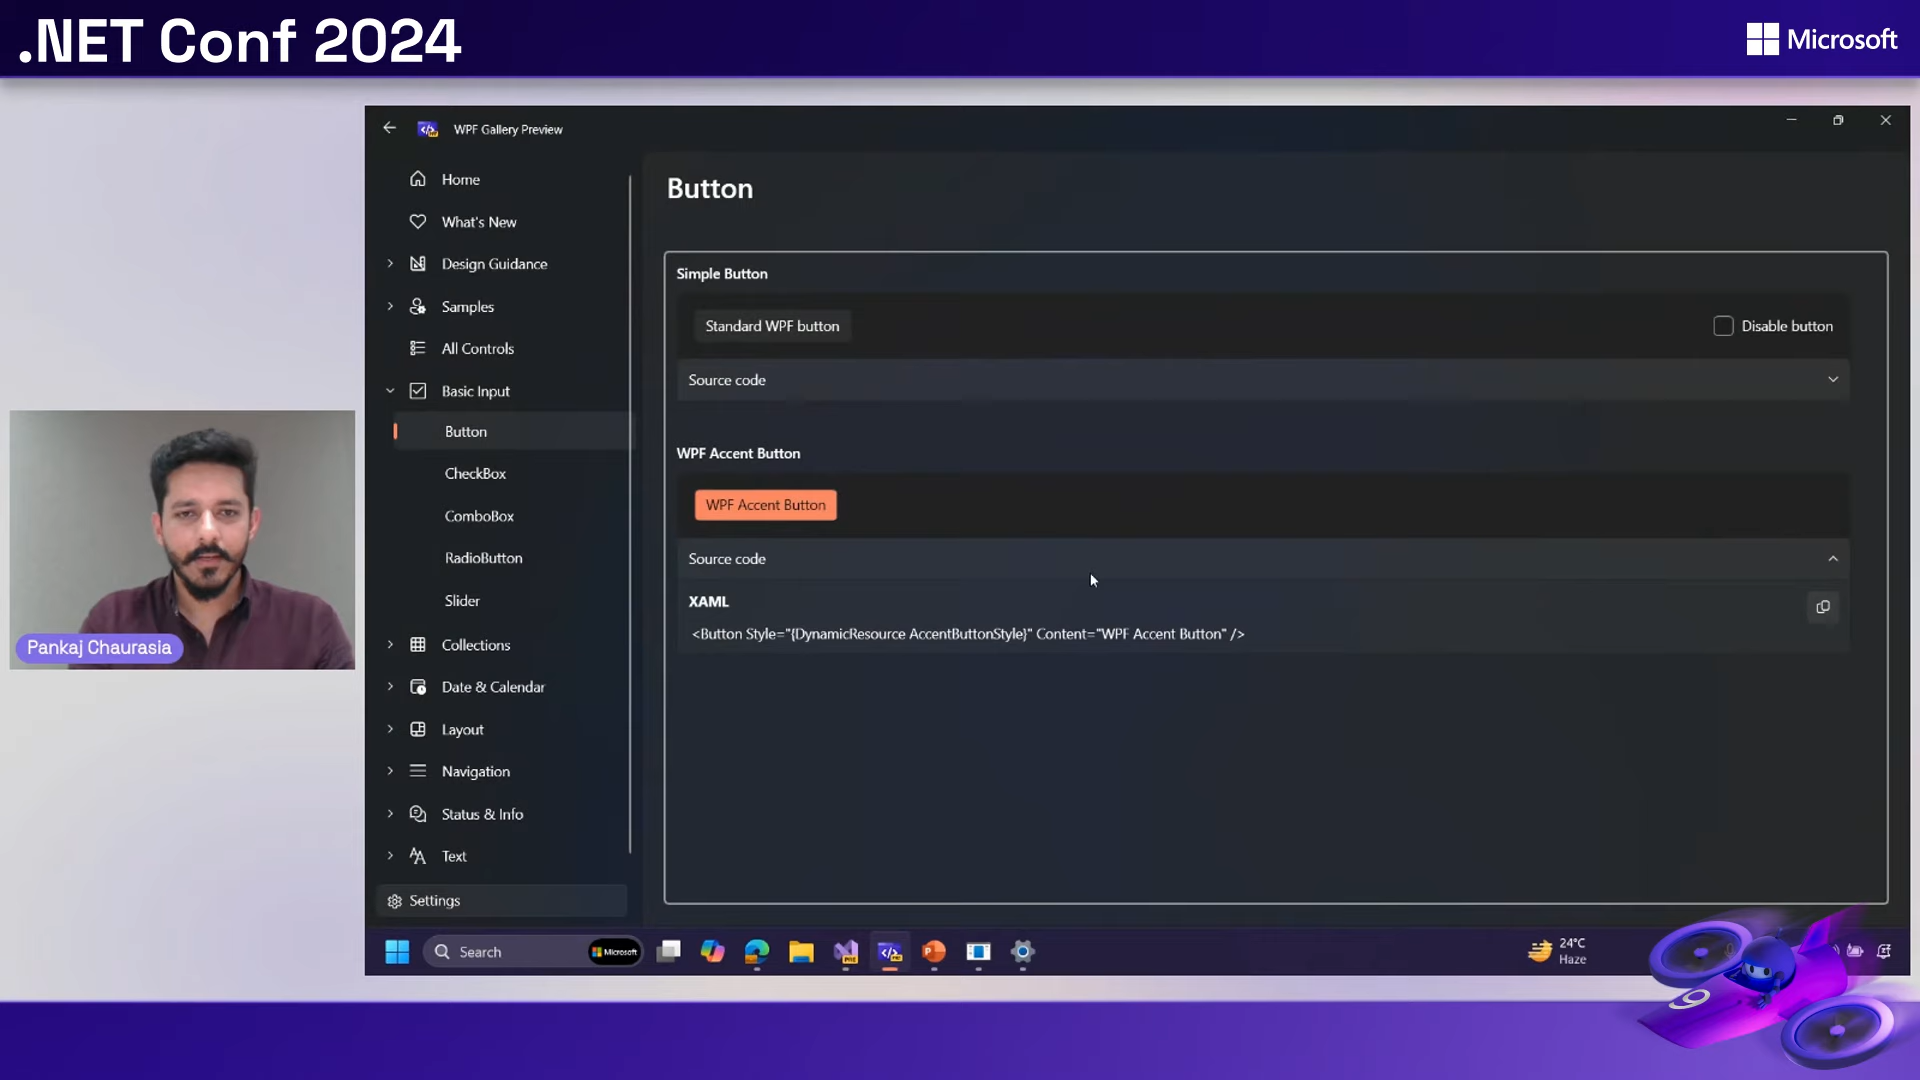 .NET Conf 2024
Microsoft
WPF Gallery Preview
Home
What's New
Design Guidance
Samples
All Controls
Basic Input
Button
CheckBox
ComboBox
RadioButton
Slider
Collections
Date & Calendar
Layout
Navigation
Status & Info
Text
Settings
Button
Simple Button
Standard WPF button
Disable button
Source code
WPF Accent Button
WPF Accent Button
Source code
XAML
<Button Style="{DynamicResource AccentButtonStyle}" Content="WPF Accent Button" />
Pankaj Chaurasia
Search
Microsoft
24°C
Haze
9